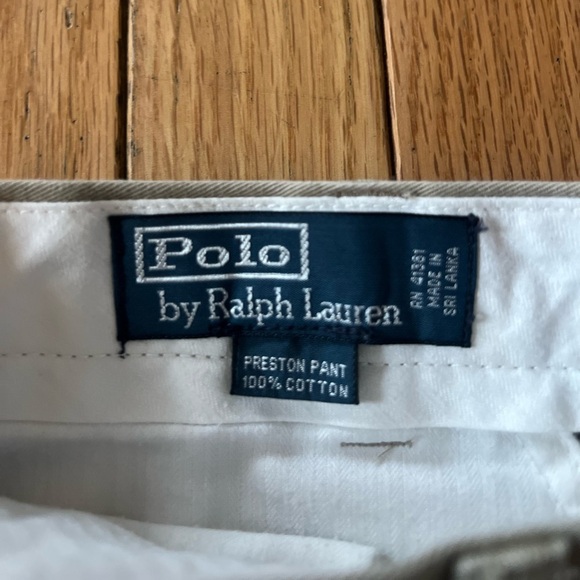 Polo
by Ralph Lauren
RN 41381
MADE IN
SRI LANKA
PRESTON PANT
100% COTTON